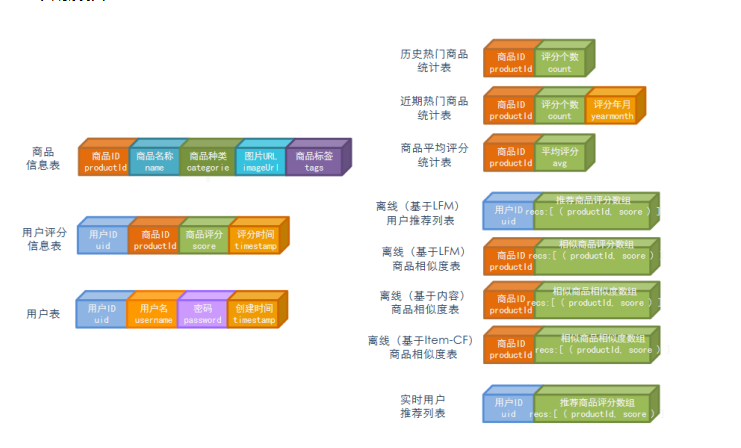 商品
信息表
商品ID
productId
商品名称
name
商品种类
categorie
图片URL
imageUrl
商品标签
tags
用户评分
信息表
用户ID
uid
商品ID
productId
商品评分
score
评分时间
timestamp
用户表
用户ID
uid
用户名
username
密码
password
创建时间
timestamp
历史热门商品
统计表
商品ID
productId
评分个数
count
近期热门商品
统计表
商品ID
productId
评分个数
count
评分年月
yearmonth
商品平均评分
统计表
商品ID
productId
平均评分
avg
离线（基于LFM）
用户推荐列表
用户ID
uid
推荐商品评分数组
recs:[ ( productId, score ) ]
离线（基于LFM）
商品相似度表
商品ID
productId
相似商品评分数组
recs:[ ( productId, score )
离线（基于内容）
商品相似度表
商品ID
productId
相似商品相似度数组
recs:[ ( productId, score )
离线（基于Item-CF）
商品相似度表
商品ID
productId
相似商品相似度数组
recs:[ ( productId, score )
实时用户
推荐列表
用户ID
uid
推荐商品评分数组
recs:[ ( productId, score )